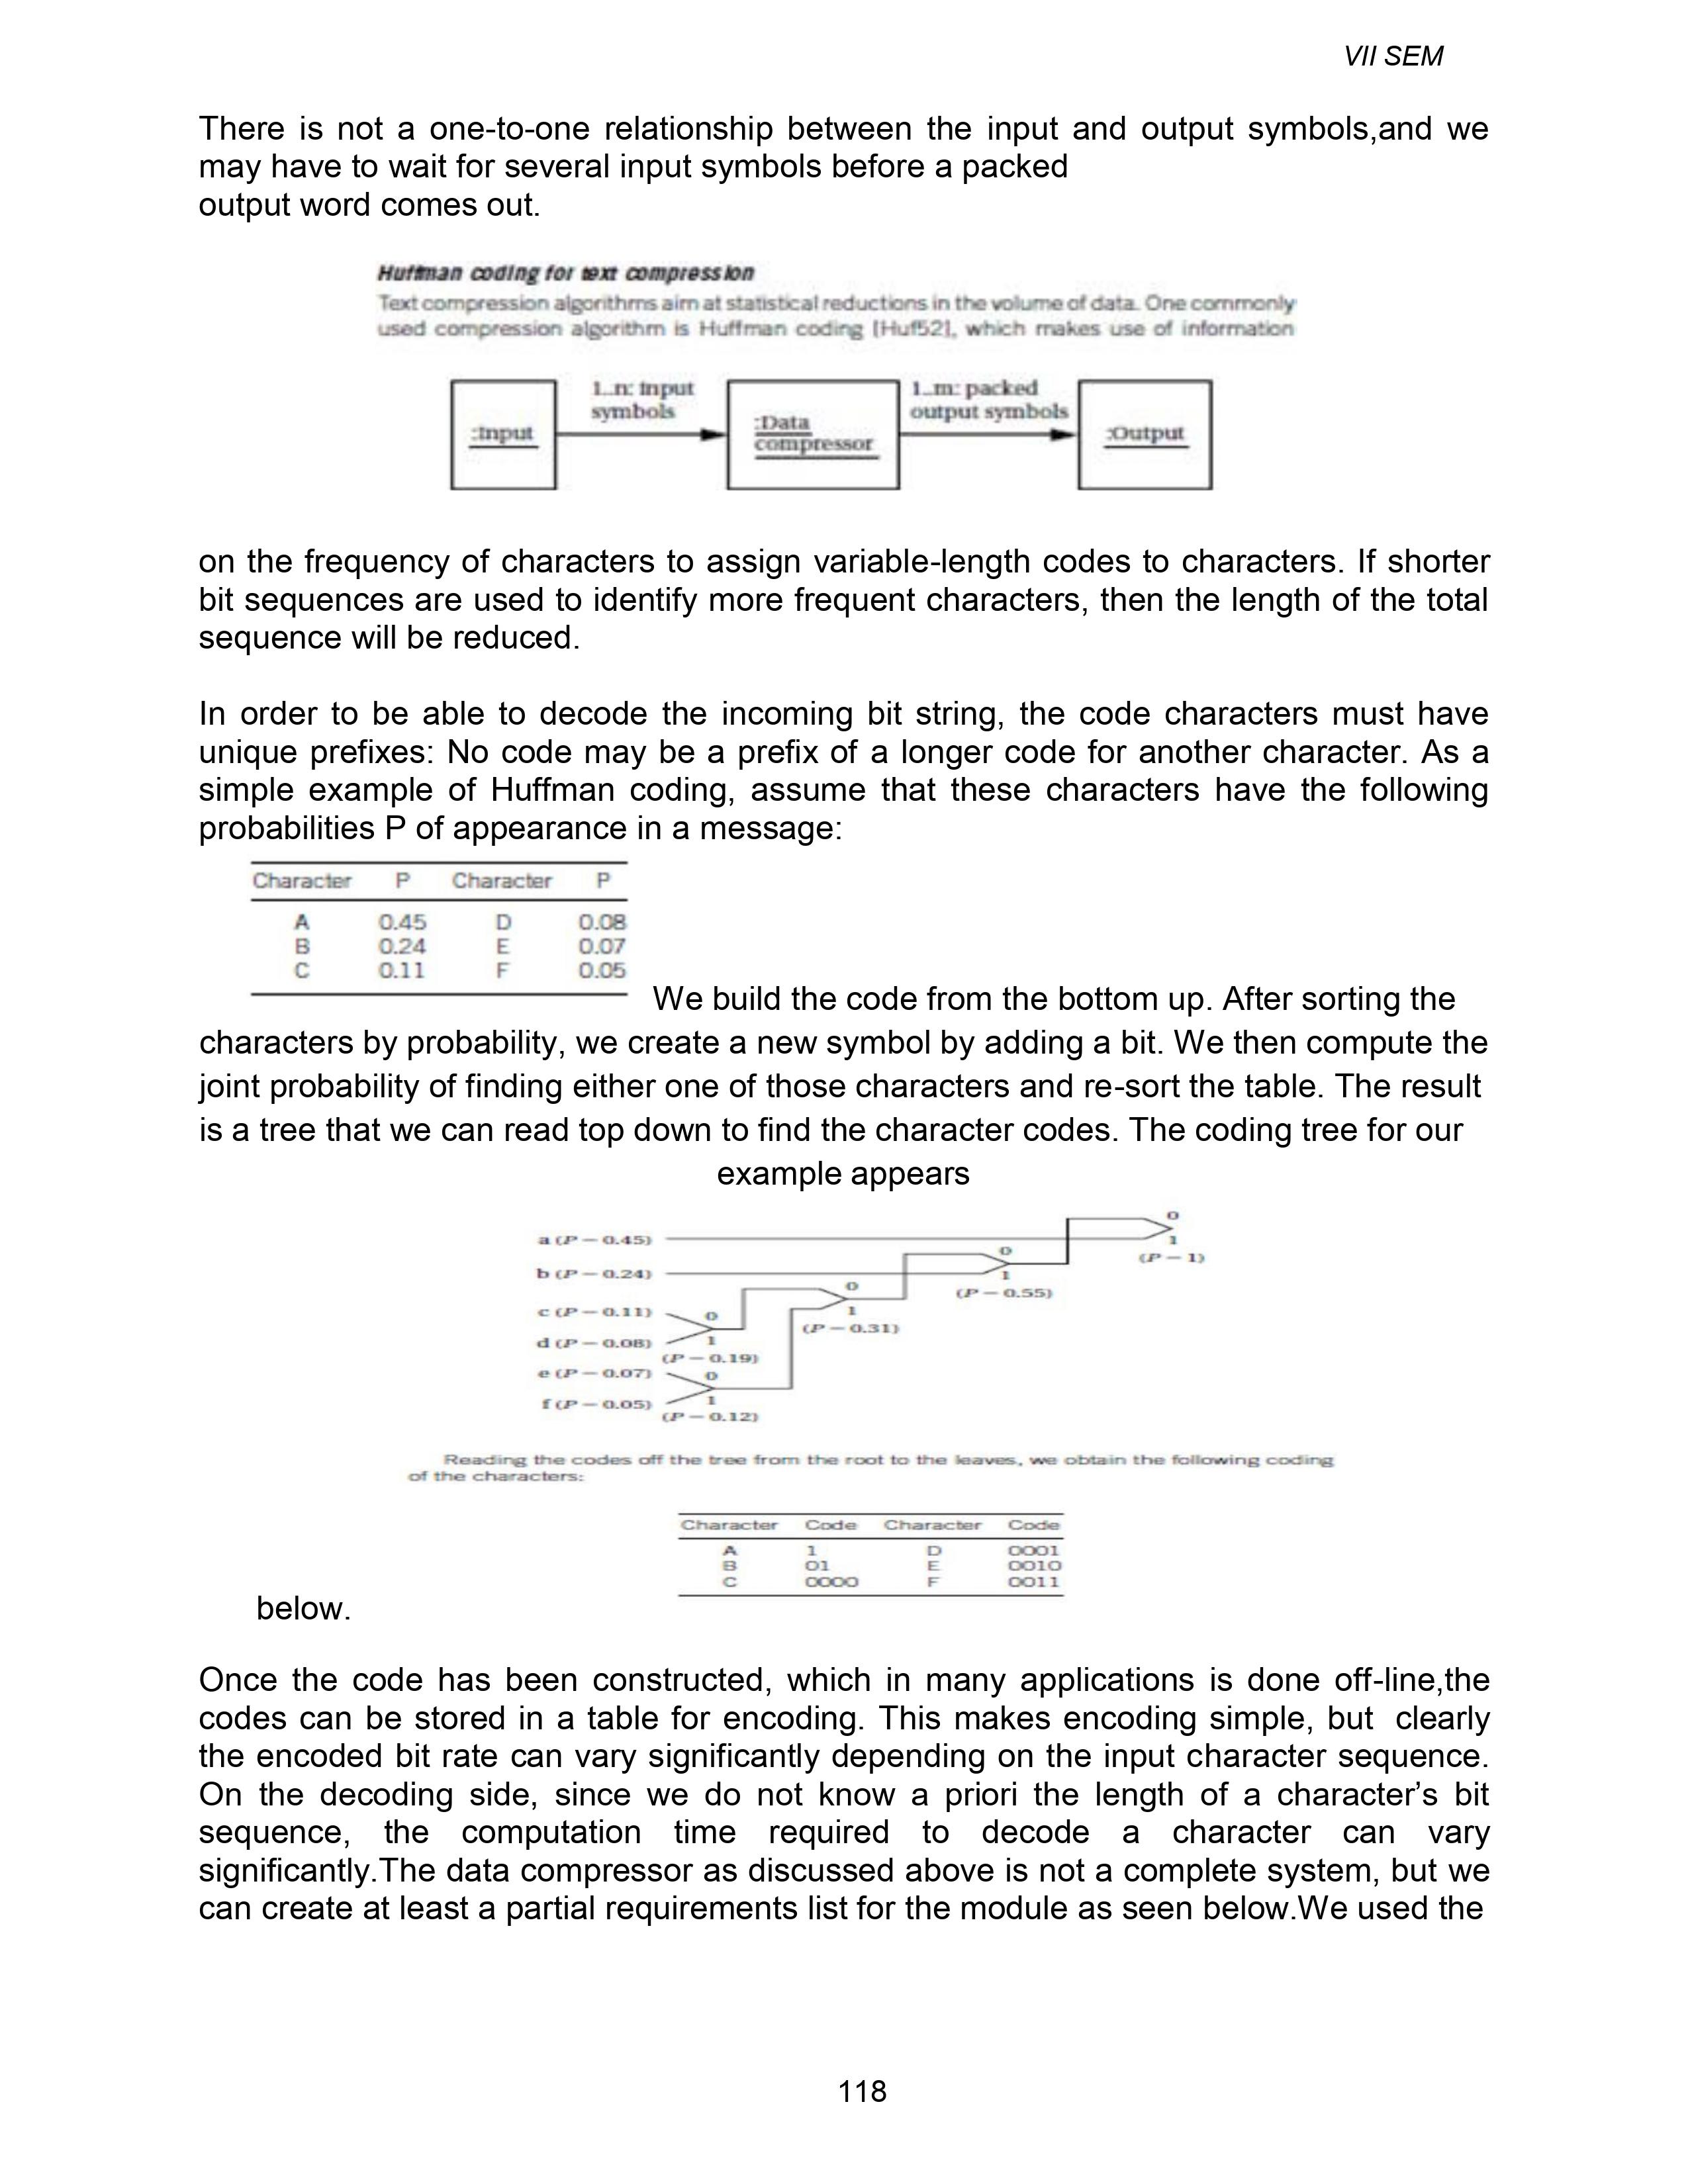 VII SEM
There is not a one-to-one relationship between the input and output symbols,and we
may have to wait for several input symbols before a packed
output word comes out.
Huffman coding for text compression
Text compression algorithms aim at statistical reductions in the volume of data. One commonly
used compression algorithm is Huffman coding [Huf52], which makes use of information
:Input
1..n: Input
symbols
:Data
compressor
1..m: packed
output symbols
:Output
on the frequency of characters to assign variable-length codes to characters. If shorter
bit sequences are used to identify more frequent characters, then the length of the total
sequence will be reduced.
In order to be able to decode the incoming bit string, the code characters must have
unique prefixes: No code may be a prefix of a longer code for another character. As a
simple example of Huffman coding, assume that these characters have the following
probabilities P of appearance in a message:
Character P Character P
A 0.45 D 0.08
B 0.24 E 0.07
C 0.11 F 0.05
We build the code from the bottom up. After sorting the
characters by probability, we create a new symbol by adding a bit. We then compute the
joint probability of finding either one of those characters and re-sort the table. The result
is a tree that we can read top down to find the character codes. The coding tree for our
example appears
a (P = 0.45)
0
1
(P = 1)
b (P = 0.24)
0
1
(P = 0.55)
c (P = 0.11)
0
1
(P = 0.31)
d (P = 0.08)
0
1
(P = 0.19)
e (P = 0.07)
0
f (P = 0.05)
1
(P = 0.12)
Reading the codes off the tree from the root to the leaves, we obtain the following coding
of the characters:
Character Code Character Code
A 1 D 0001
B 01 E 0010
C 0000 F 0011
below.
Once the code has been constructed, which in many applications is done off-line,the
codes can be stored in a table for encoding. This makes encoding simple, but clearly
the encoded bit rate can vary significantly depending on the input character sequence.
On the decoding side, since we do not know a priori the length of a character’s bit
sequence, the computation time required to decode a character can vary
significantly.The data compressor as discussed above is not a complete system, but we
can create at least a partial requirements list for the module as seen below.We used the
118